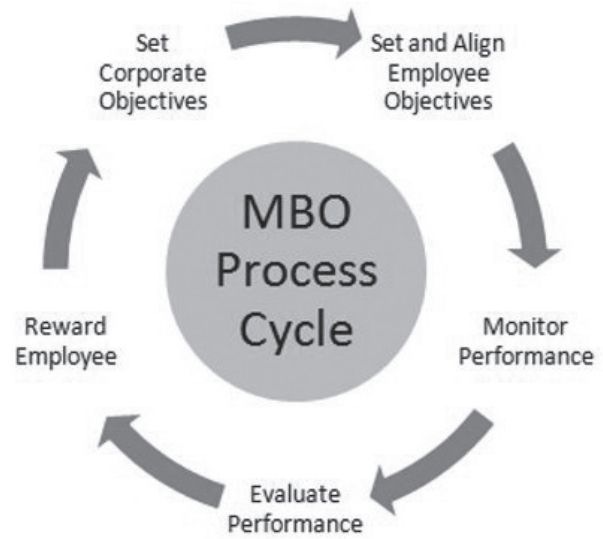 Set
Corporate
Objectives
Set and Align
Employee
Objectives
MBO
Process
Cycle
Reward
Employee
Monitor
Performance
Evaluate
Performance